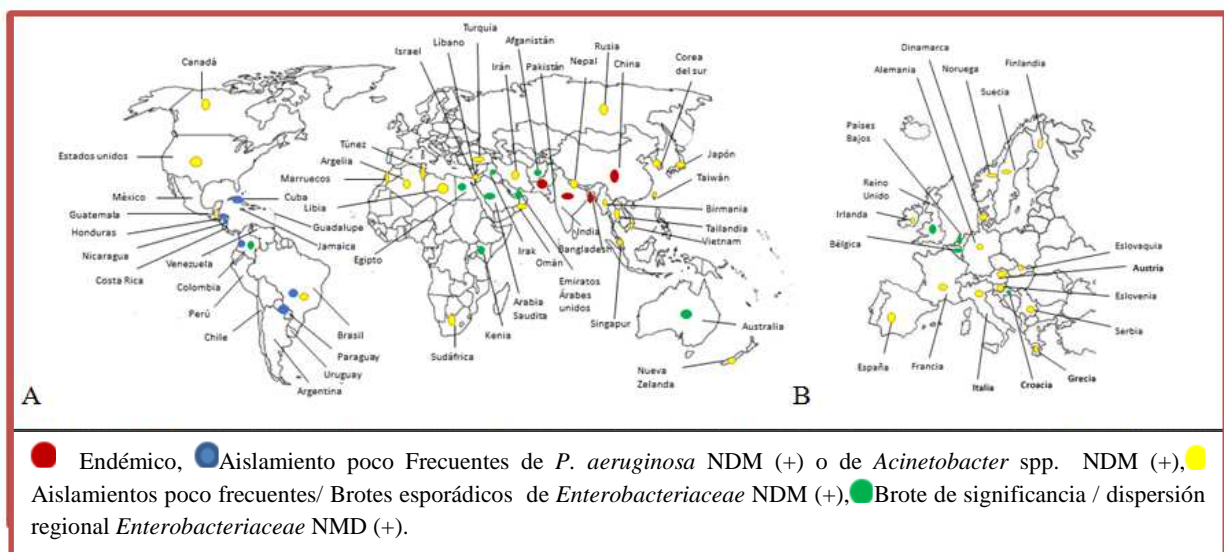 Canadá
Estados unidos
México
Guatemala
Honduras
Nicaragua
Costa Rica
Venezuela
Colombia
Perú
Chile
Cuba
Guadalupe
Jamaica
Brasil
Paraguay
Uruguay
Argentina
Túnez
Argelia
Marruecos
Libia
Egipto
Israel
Líbano
Turquia
Afganistán
Irán
Pakistán
Nepal
Rusia
China
Corea
del sur
Japón
Taiwán
Birmania
Tailandia
Vietnam
India
Bangladesh
Irak
Omán
Emiratos
Árabes
unidos
Arabia
Saudita
Kenia
Singapur
Sudáfrica
Australia
Nueva
Zelanda
A
Dinamarca
Alemania
Noruega
Finlandia
Suecia
Países
Bajos
Reino
Unido
Irlanda
Bélgica
Eslovaquia
Austria
Eslovenia
Serbia
España
Francia
Italia
Croacia
Grecia
B
Endémico, Aislamiento poco Frecuentes de P. aeruginosa NDM (+) o de Acinetobacter spp. NDM (+),
Aislamientos poco frecuentes/ Brotes esporádicos de Enterobacteriaceae NDM (+), Brote de significancia / dispersión
regional Enterobacteriaceae NMD (+).